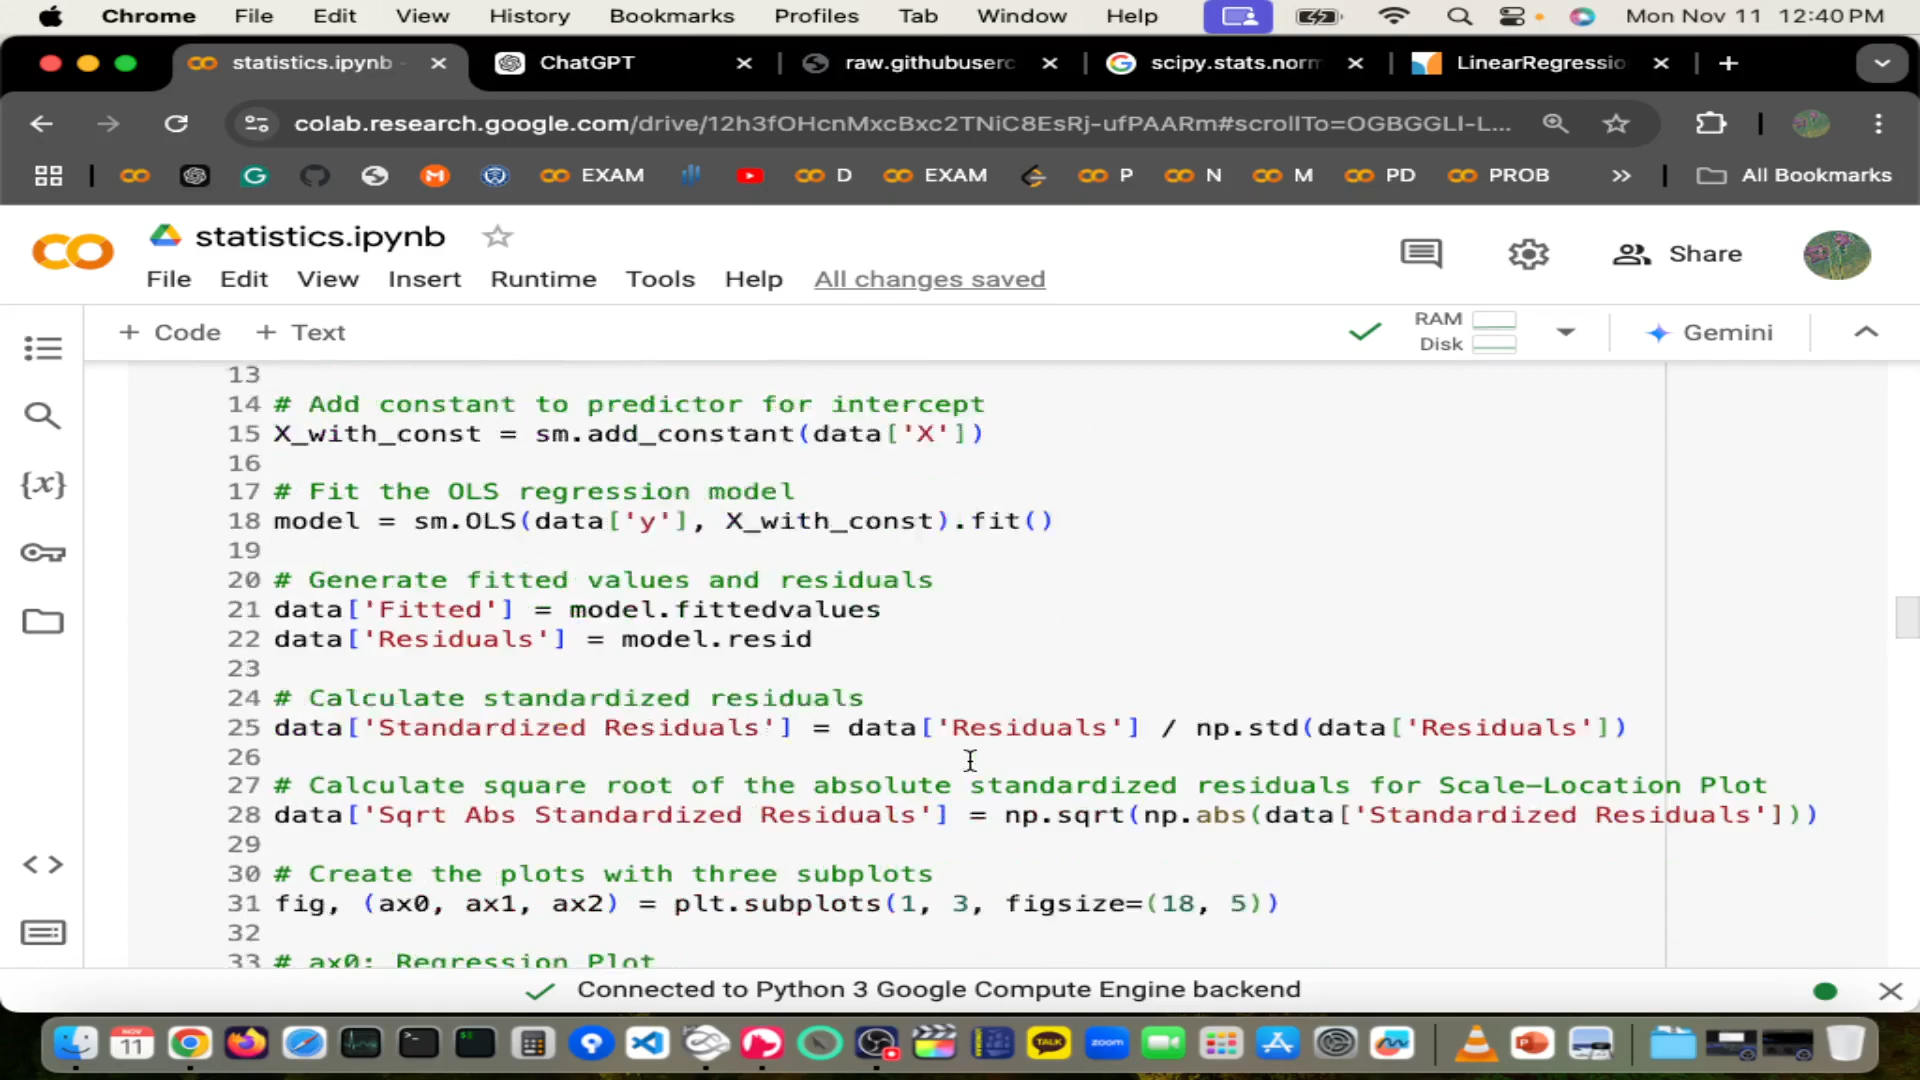 Chrome File Edit View History Bookmarks Profiles Tab Window Help Mon Nov 11 12:40 PM
statistics.ipynb ChatGPT raw.githubuserc scipy.stats.norm LinearRegressio
colab.research.google.com/drive/12h3fOHcnMxcBxc2TNiC8EsRj-ufPAARm#scrollTo=OGBGGLl-L...
EXAM D EXAM P N M PD PROB All Bookmarks
statistics.ipynb
Share
File Edit View Insert Runtime Tools Help All changes saved
+ Code + Text RAM Disk Gemini
13
14 # Add constant to predictor for intercept
15 X_with_const = sm.add_constant(data['X'])
16
17 # Fit the OLS regression model
18 model = sm.OLS(data['y'], X_with_const).fit()
19
20 # Generate fitted values and residuals
21 data['Fitted'] = model.fittedvalues
22 data['Residuals'] = model.resid
23
24 # Calculate standardized residuals
25 data['Standardized Residuals'] = data['Residuals'] / np.std(data['Residuals'])
26
27 # Calculate square root of the absolute standardized residuals for Scale-Location Plot
28 data['Sqrt Abs Standardized Residuals'] = np.sqrt(np.abs(data['Standardized Residuals']))
29
30 # Create the plots with three subplots
31 fig, (ax0, ax1, ax2) = plt.subplots(1, 3, figsize=(18, 5))
32
33 # ax0: Regression Plot
Connected to Python 3 Google Compute Engine backend
NOV 11
TALK
zoom